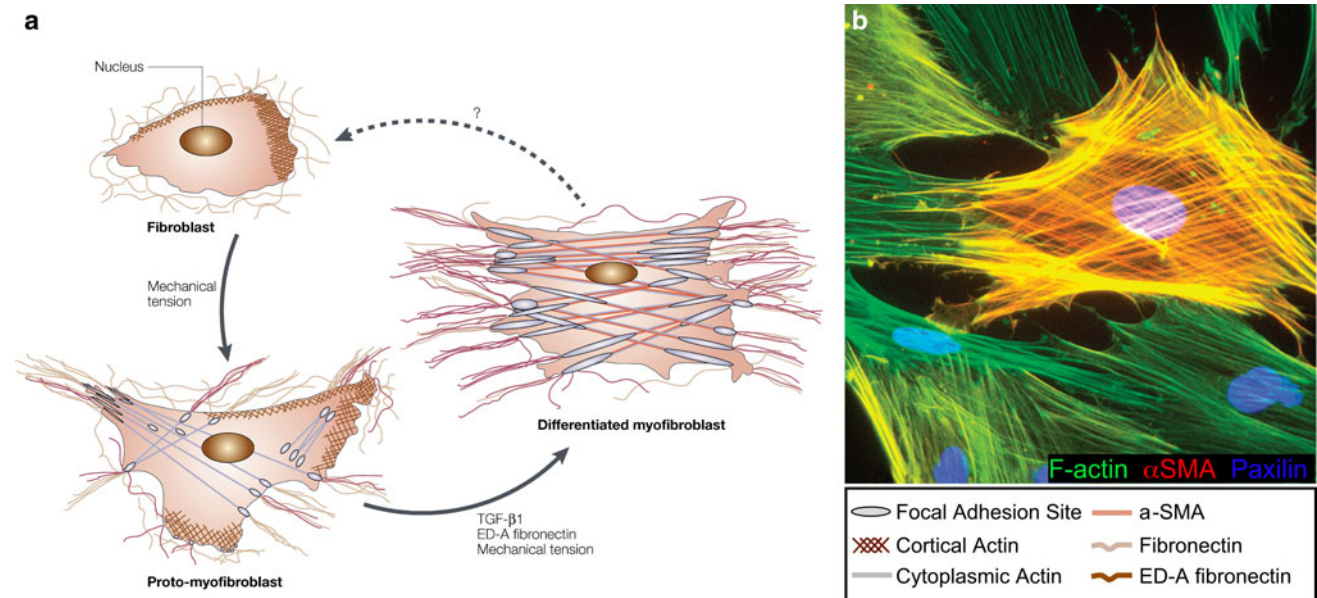 a
Nucleus
?
Fibroblast
Mechanical
tension
Differentiated myofibroblast
TGF-β1
ED-A fibronectin
Mechanical tension
Proto-myofibroblast
b
F-actin αSMA Paxilin
Focal Adhesion Site
a-SMA
Cortical Actin
Fibronectin
Cytoplasmic Actin
ED-A fibronectin